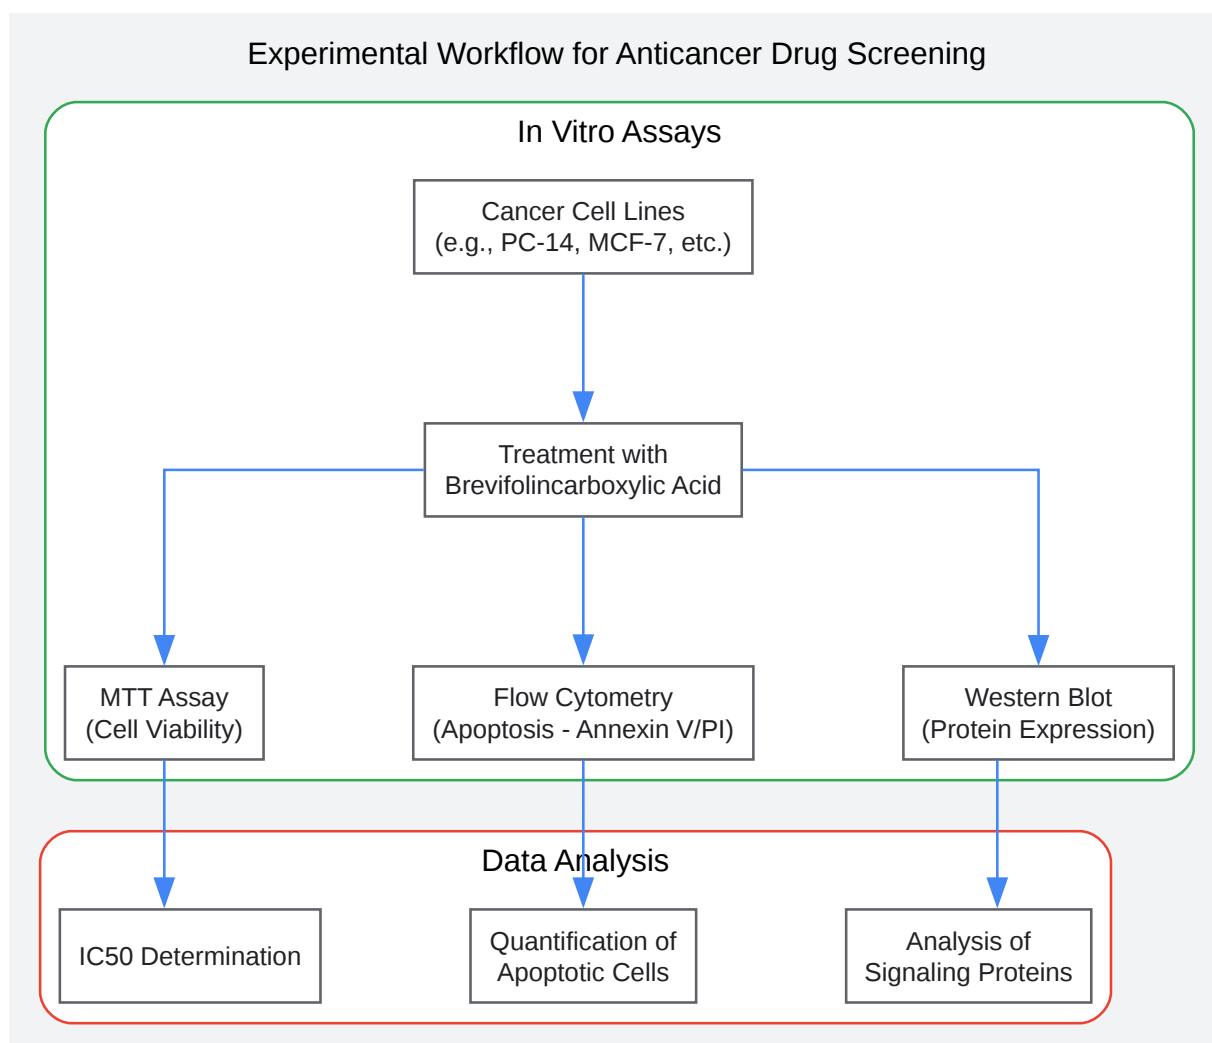 Experimental Workflow for Anticancer Drug Screening
In Vitro Assays
Cancer Cell Lines
(e.g., PC-14, MCF-7, etc.)
Treatment with
Brevifolincarboxylic Acid
MTT Assay
(Cell Viability)
Flow Cytometry
(Apoptosis - Annexin V/PI)
Western Blot
(Protein Expression)
Data Analysis
IC50 Determination
Quantification of
Apoptotic Cells
Analysis of
Signaling Proteins